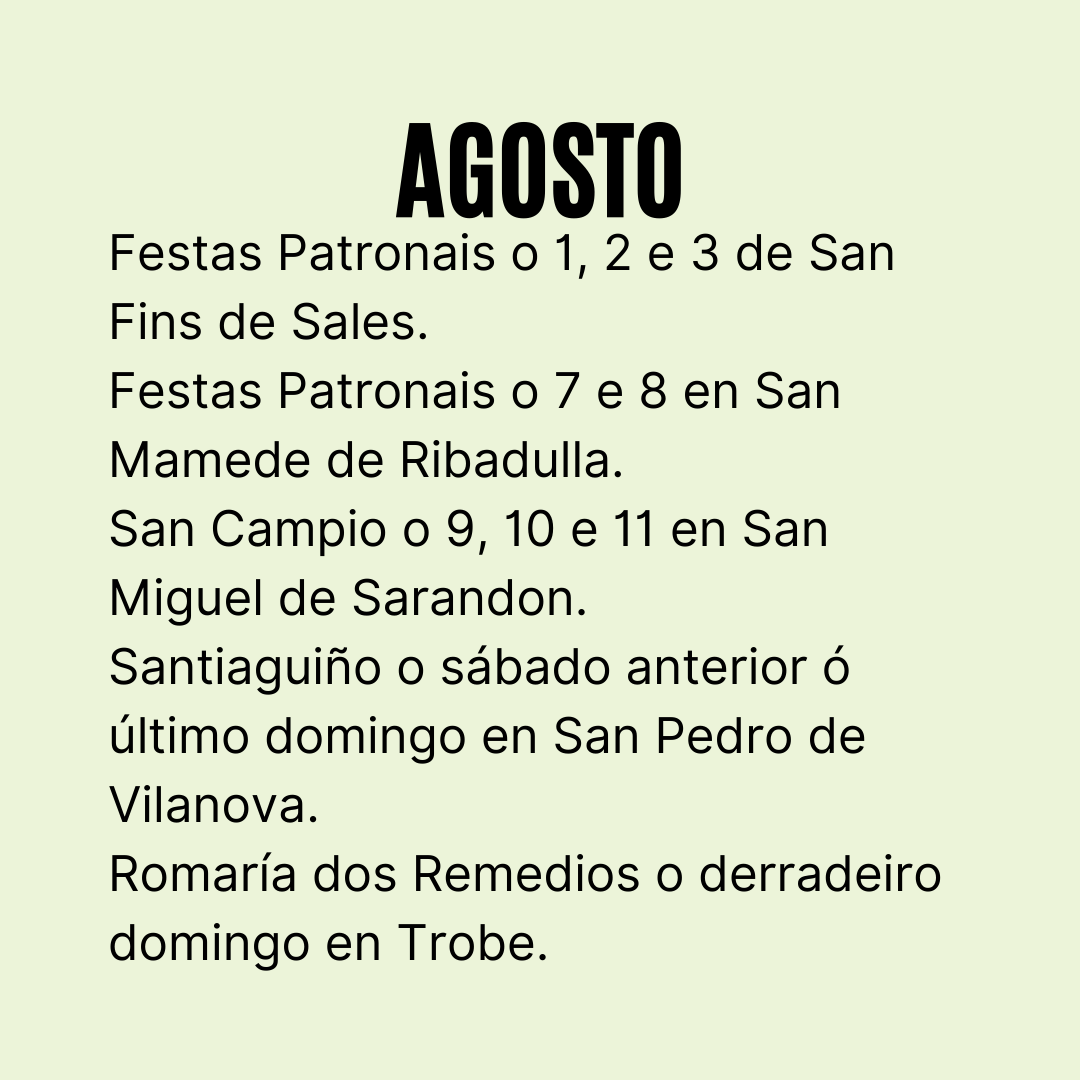 AGOSTO
Festas Patronais o 1, 2 e 3 de San
Fins de Sales.
Festas Patronais o 7 e 8 en San
Mamede de Ribadulla.
San Campio o 9, 10 e 11 en San
Miguel de Sarandon.
Santiaguiño o sábado anterior ó
último domingo en San Pedro de
Vilanova.
Romaría dos Remedios o derradeiro
domingo en Trobe.